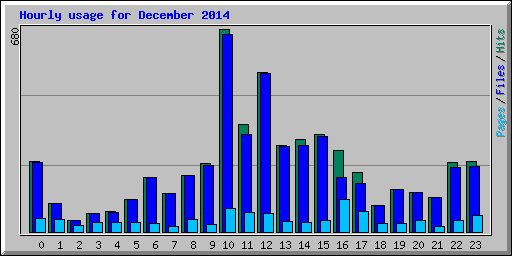 Hourly usage for December 2014
680
Pages/Files/Hits
0 1 2 3 4 5 6 7 8 9 10 11 12 13 14 15 16 17 18 19 20 21 22 23